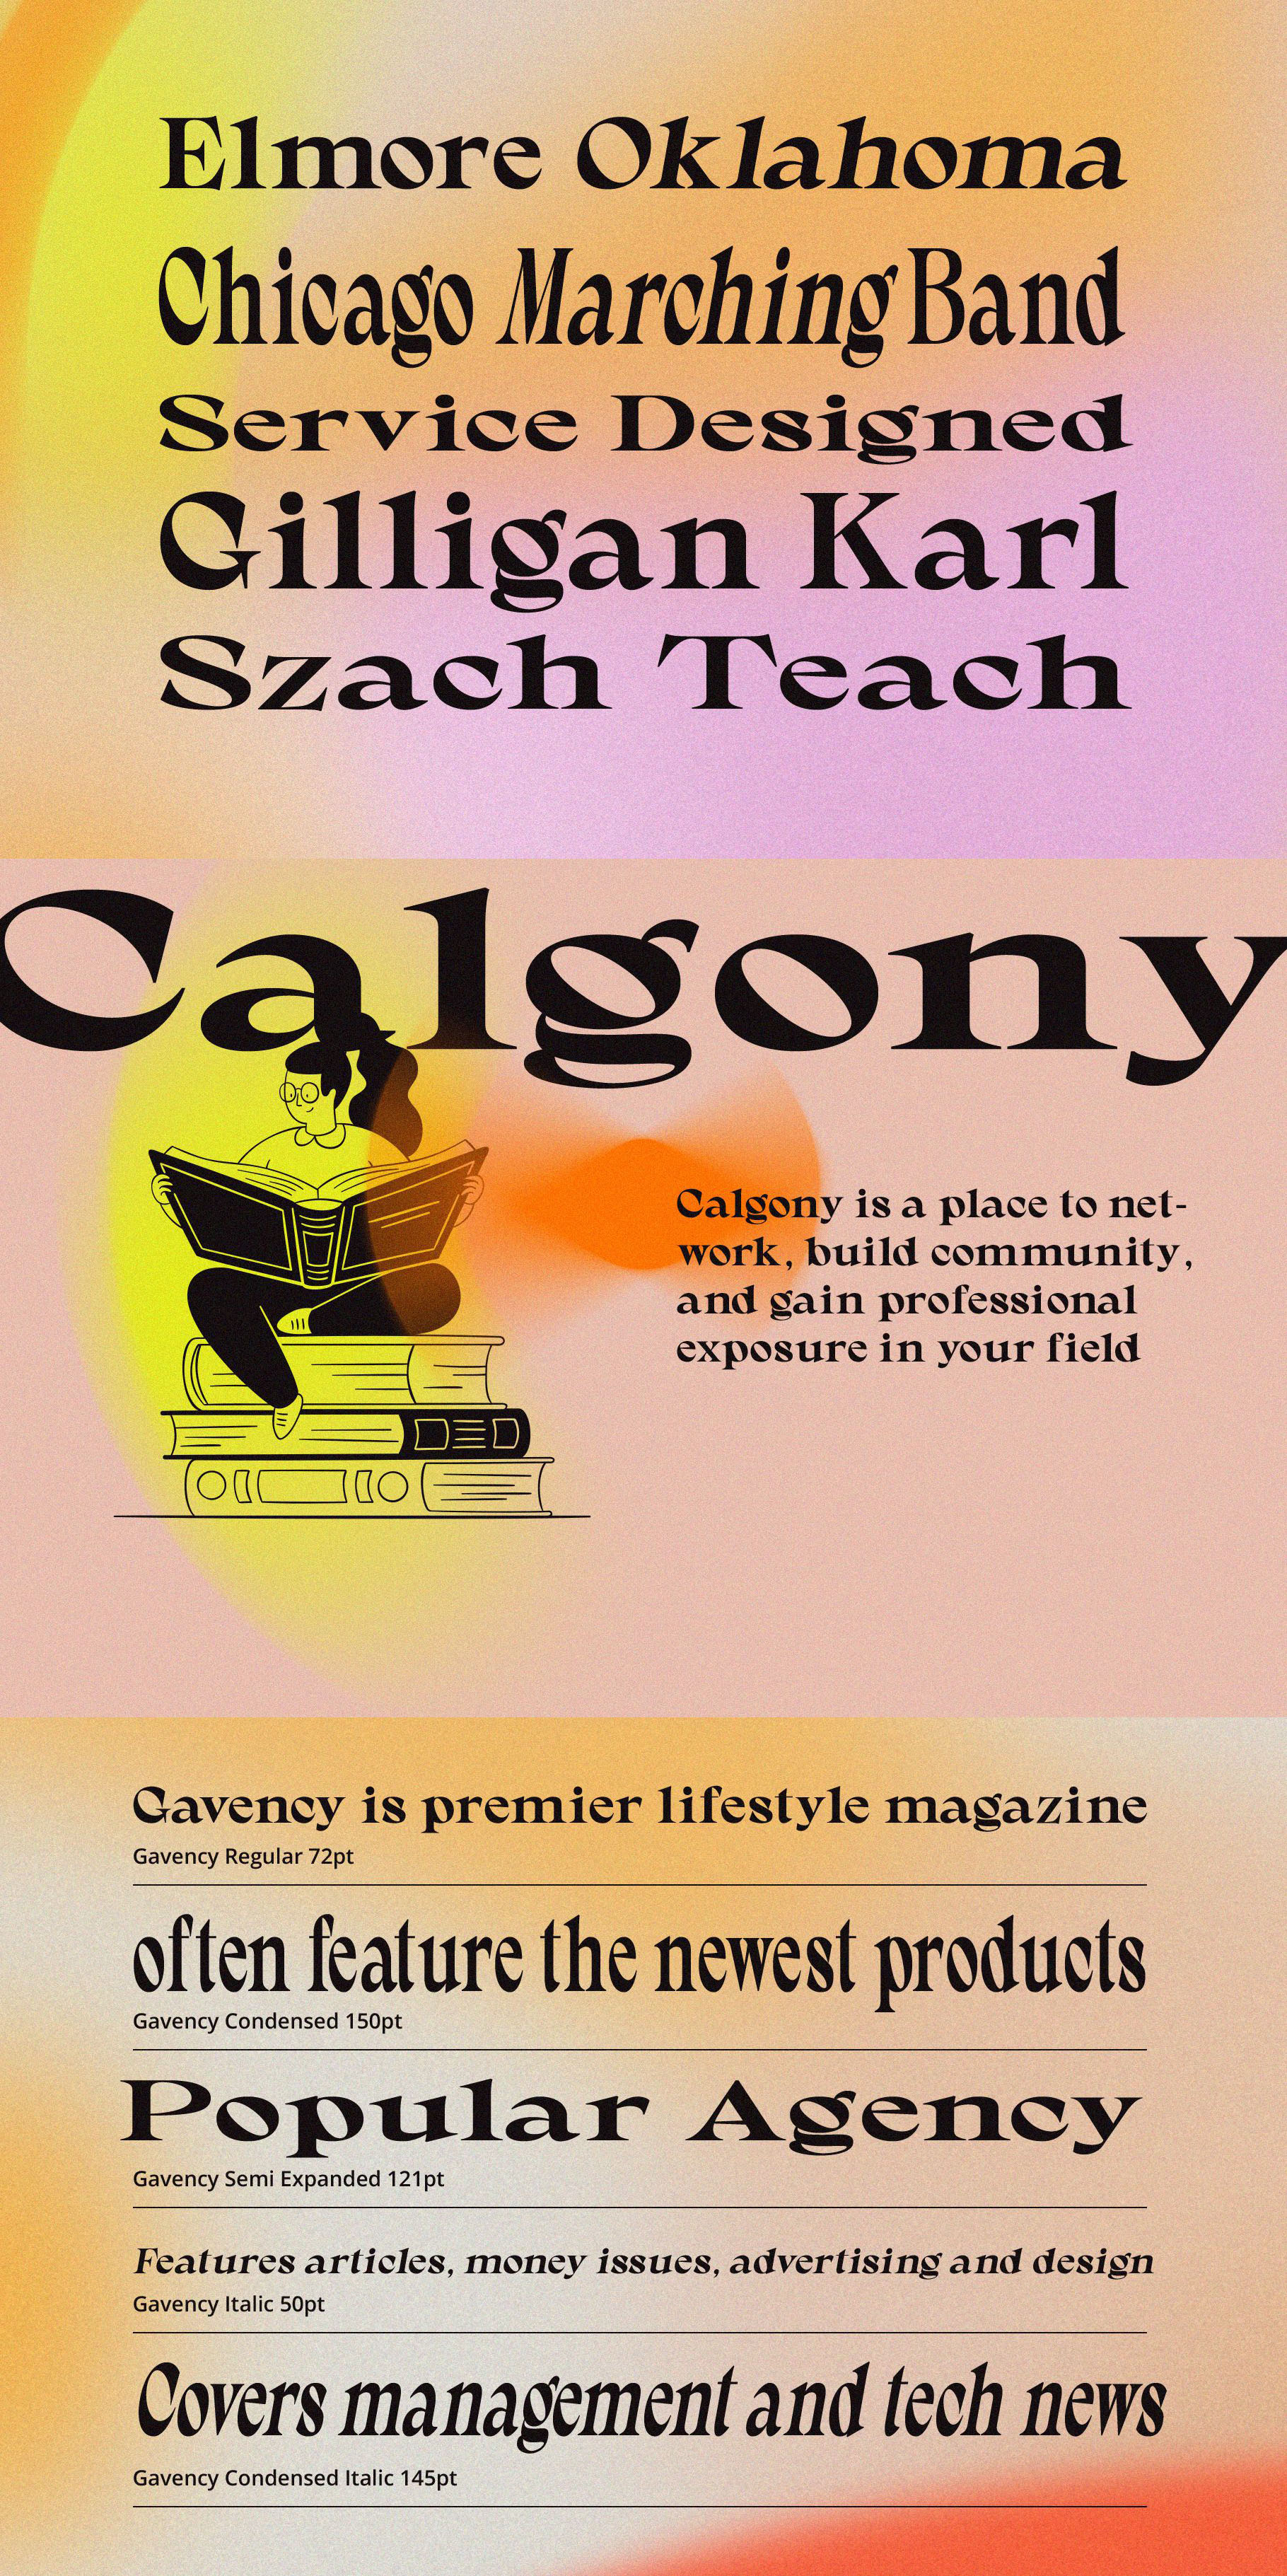 Elmore Oklahoma
Chicago Marching Band
Service Designed
Gilligan Karl
Szach Teach
Calgony
Calgony is a place to net-
work, build community,
and gain professional
exposure in your field
Gavency is premier lifestyle magazine
Gavency Regular 72pt
often feature the newest products
Gavency Condensed 150pt
Popular Agency
Gavency Semi Expanded 121pt
Features articles, money issues, advertising and design
Gavency Italic 50pt
Covers management and tech news
Gavency Condensed Italic 145pt